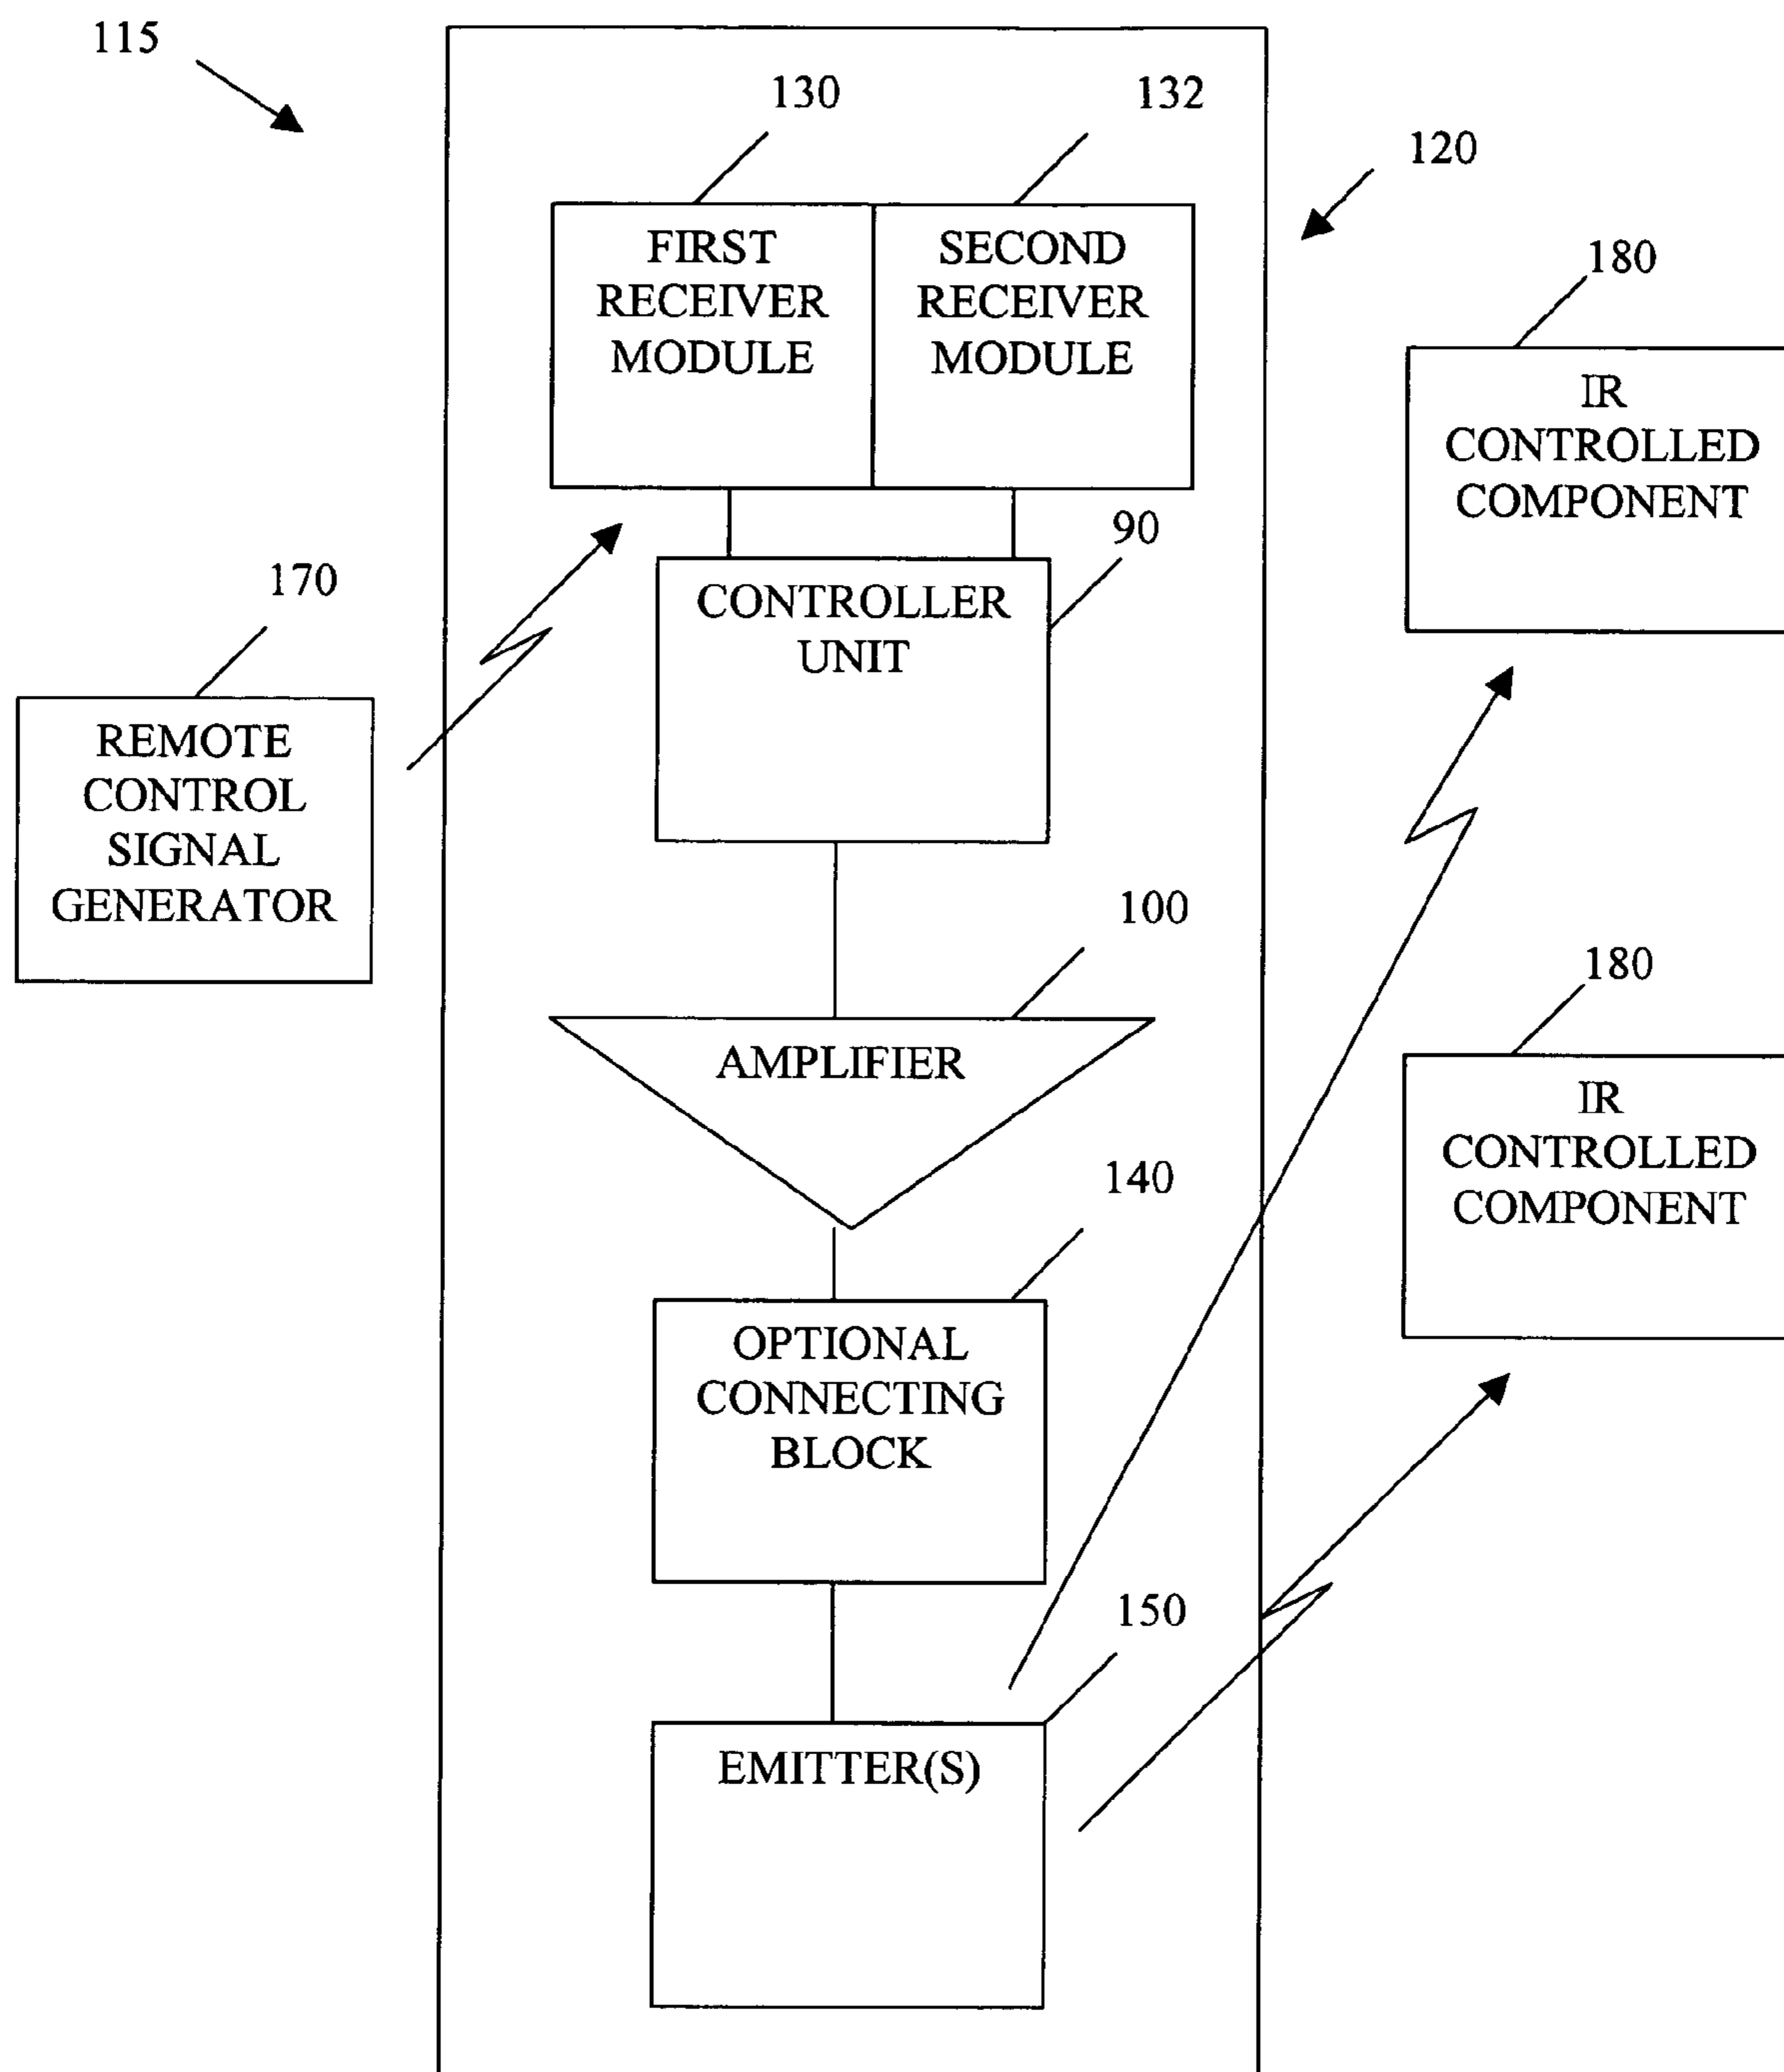 115
130
132
120
FIRST
RECEIVER
MODULE
SECOND
RECEIVER
MODULE
180
IR
CONTROLLED
COMPONENT
90
170
CONTROLLER
UNIT
REMOTE
CONTROL
SIGNAL
GENERATOR
100
180
AMPLIFIER
IR
CONTROLLED
COMPONENT
140
OPTIONAL
CONNECTING
BLOCK
150
EMITTER(S)